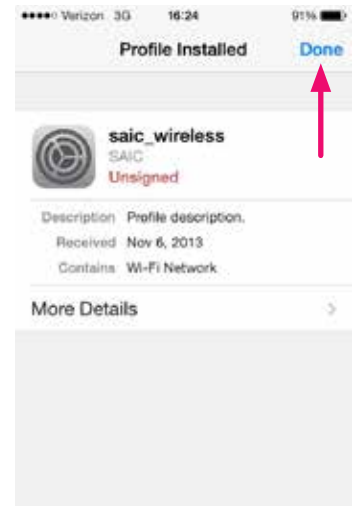 Verizon 3G 16:24 91%
Profile Installed Done
saic_wireless
SAIC
Unsigned
Description Profile description.
Received Nov 6, 2013
Contains Wi-Fi Network
More Details